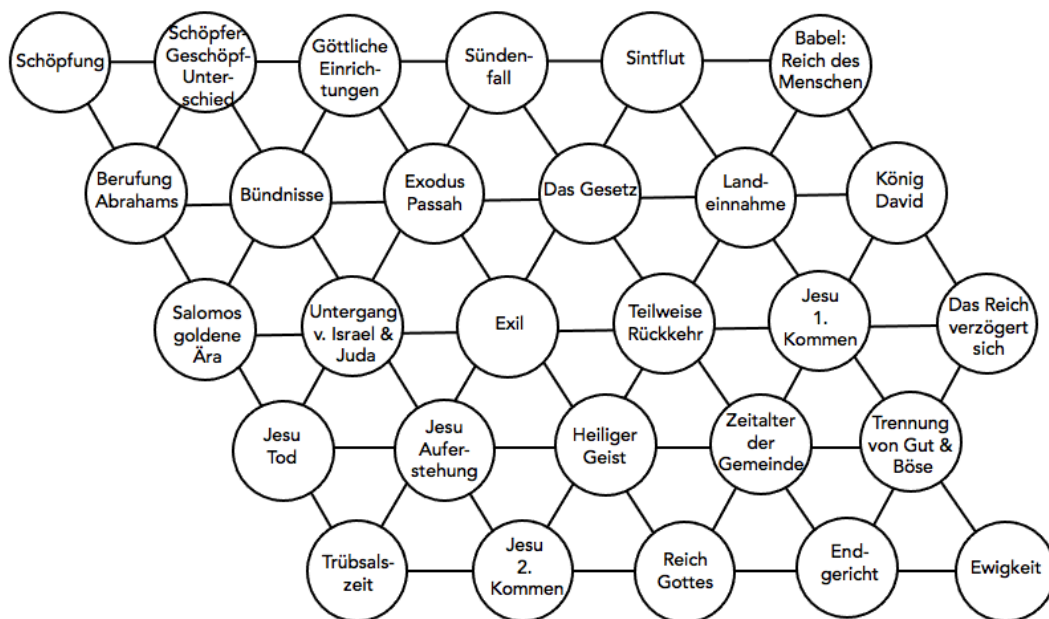 Schöpfung
Schöpfer-
Geschöpf-
Unter-
schied
Göttliche
Einrich-
tungen
Sünden-
fall
Sintflut
Babel:
Reich des
Menschen
Berufung
Abrahams
Bündnisse
Exodus
Passah
Das Gesetz
Land-
einnahme
König
David
Salomos
goldene
Ära
Untergang
v. Israel &
Juda
Exil
Teilweise
Rückkehr
Jesu
1.
Kommen
Das Reich
verzögert
sich
Jesu
Tod
Jesu
Aufer-
stehung
Heiliger
Geist
Zeitalter
der
Gemeinde
Trennung
von Gut &
Böse
Trübsals-
zeit
Jesu
2.
Kommen
Reich
Gottes
End-
gericht
Ewigkeit